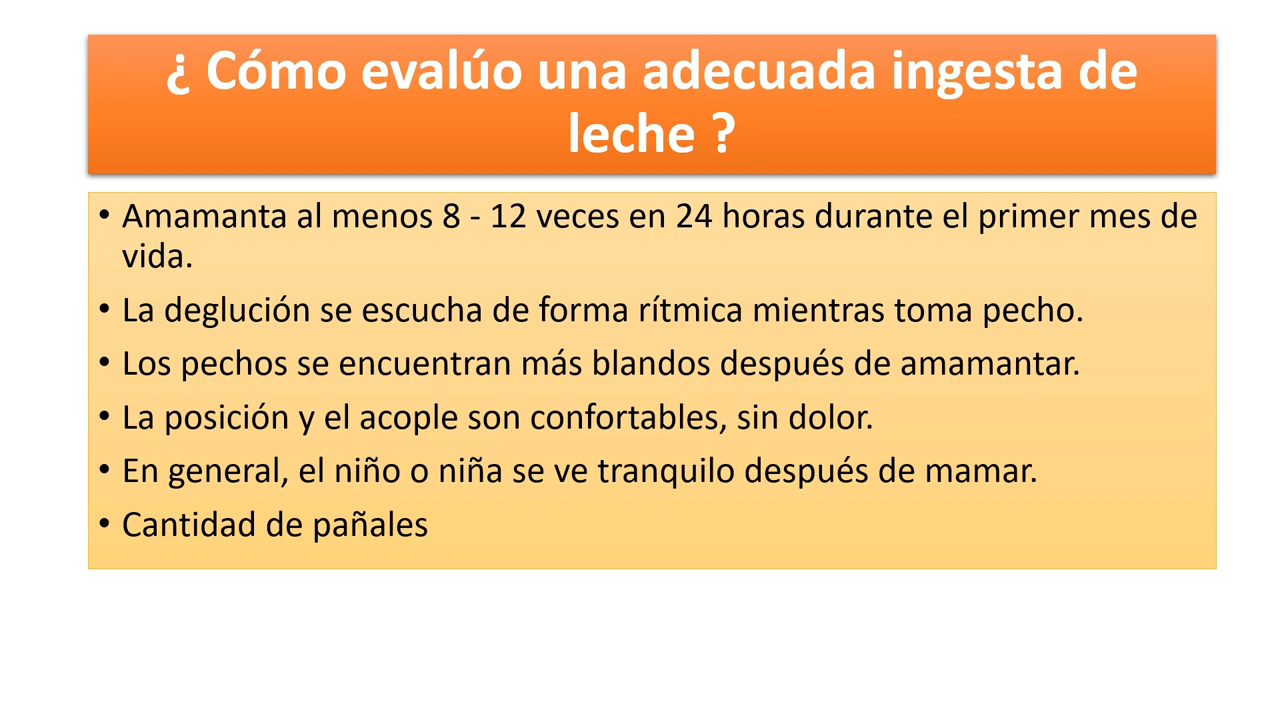 ¿ Cómo evalúo una adecuada ingesta de
leche ?
• Amamanta al menos 8 - 12 veces en 24 horas durante el primer mes de
vida.
• La deglución se escucha de forma rítmica mientras toma pecho.
• Los pechos se encuentran más blandos después de amamantar.
• La posición y el acople son confortables, sin dolor.
• En general, el niño o niña se ve tranquilo después de mamar.
• Cantidad de pañales